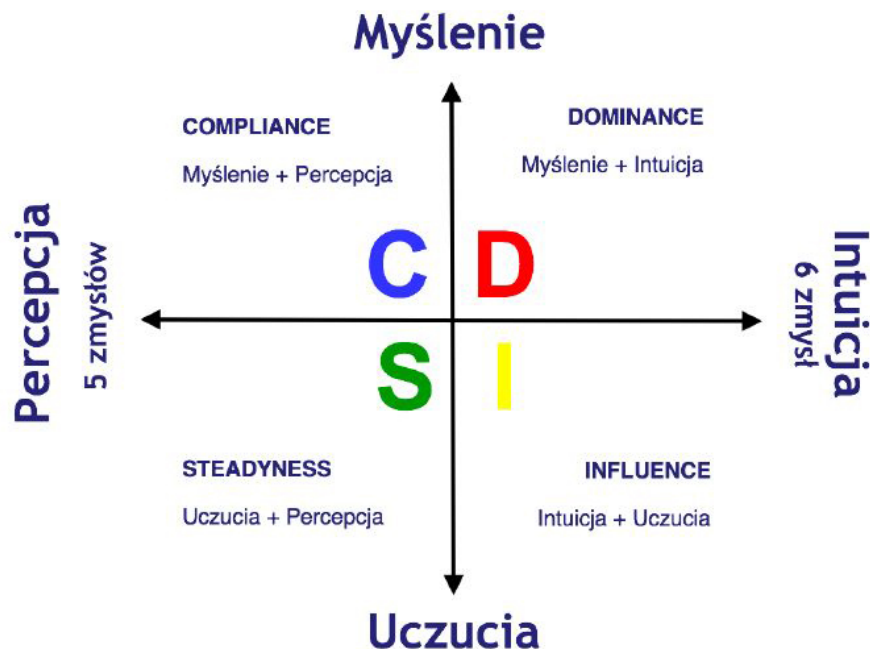 Myślenie
COMPLIANCE
Myślenie + Percepcja
DOMINANCE
Myślenie + Intuicja
Percepcja
5 zmysłów
C D
S I
Intuicja
6 zmysł
STEADYNESS
Uczucia + Percepcja
INFLUENCE
Intuicja + Uczucia
Uczucia